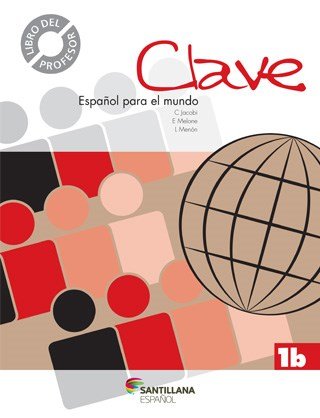 LIBRO DEL
PROFESOR
Clave
Español para el mundo
C Jacobi
E Melone
L Menón
1b
SANTILLANA
ESPAÑOL